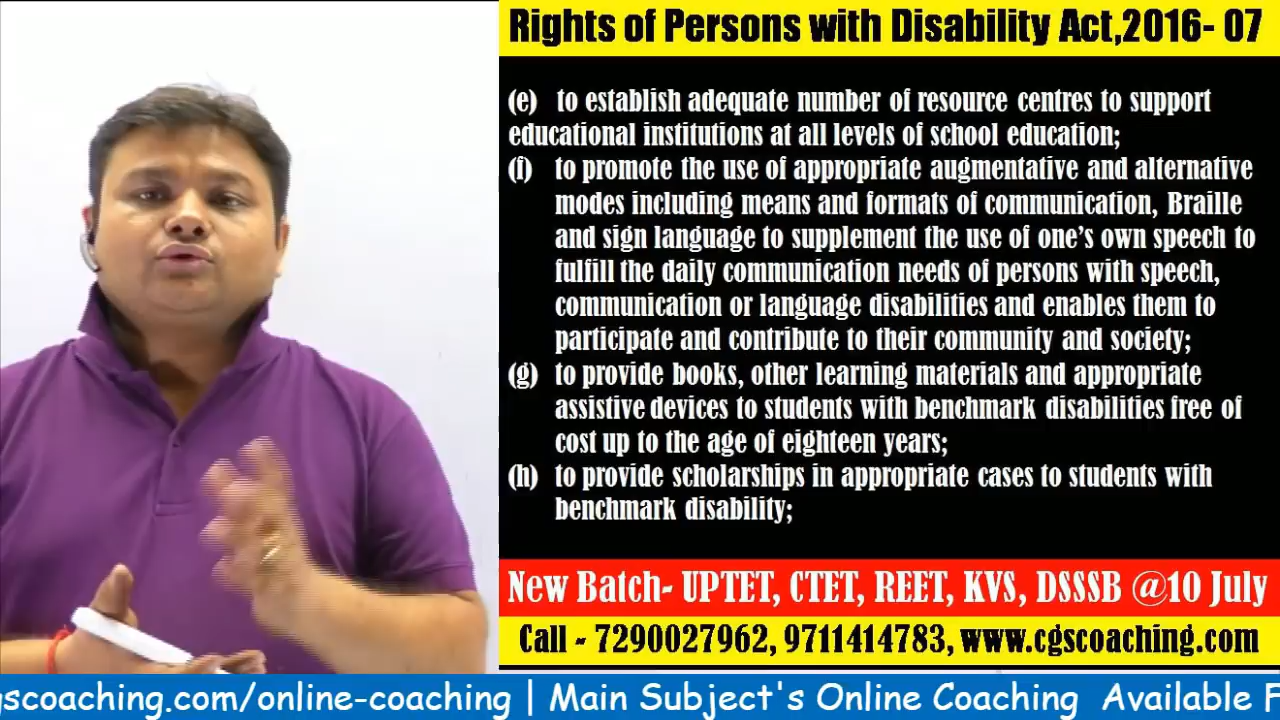 Rights of Persons with Disability Act,2016- 07
(e) to establish adequate number of resource centres to support
educational institutions at all levels of school education;
(f) to promote the use of appropriate augmentative and alternative
modes including means and formats of communication, Braille
and sign language to supplement the use of one's own speech to
fulfill the daily communication needs of persons with speech,
communication or language disabilities and enables them to
participate and contribute to their community and society;
(g) to provide books, other learning materials and appropriate
assistive devices to students with benchmark disabilities free of
cost up to the age of eighteen years;
(h) to provide scholarships in appropriate cases to students with
benchmark disability;
New Batch- UPTET, CTET, REET, KVS, DSSSB @10 July
Call - 7290027962, 9711414783, www.cgscoaching.com
gscoaching.com/online-coaching | Main Subject's Online Coaching Available F